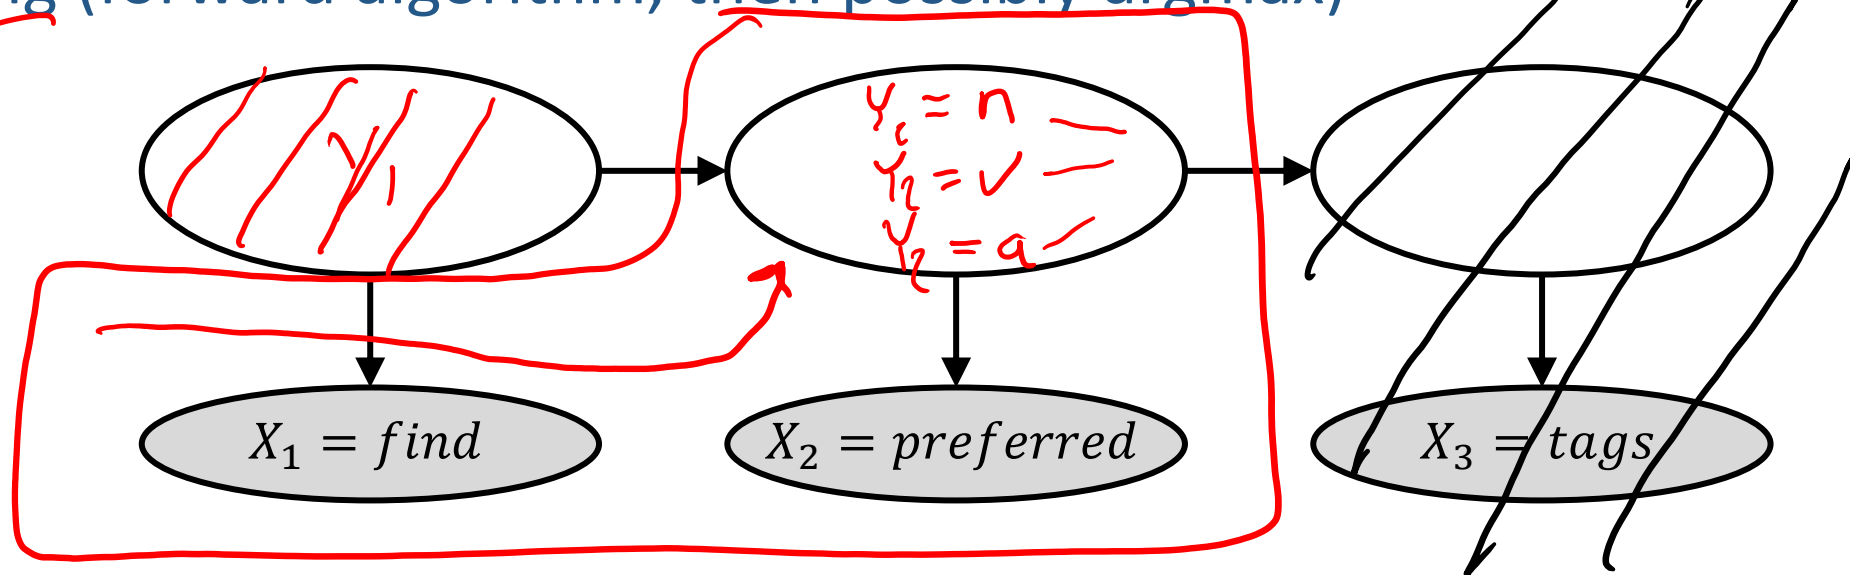 (forward algorithm, then possibly argmax)
Y₁
Y₂ = n
Y₂ = v
Y₂ = a
X₁ = find
X₂ = preferred
X₃ = tags